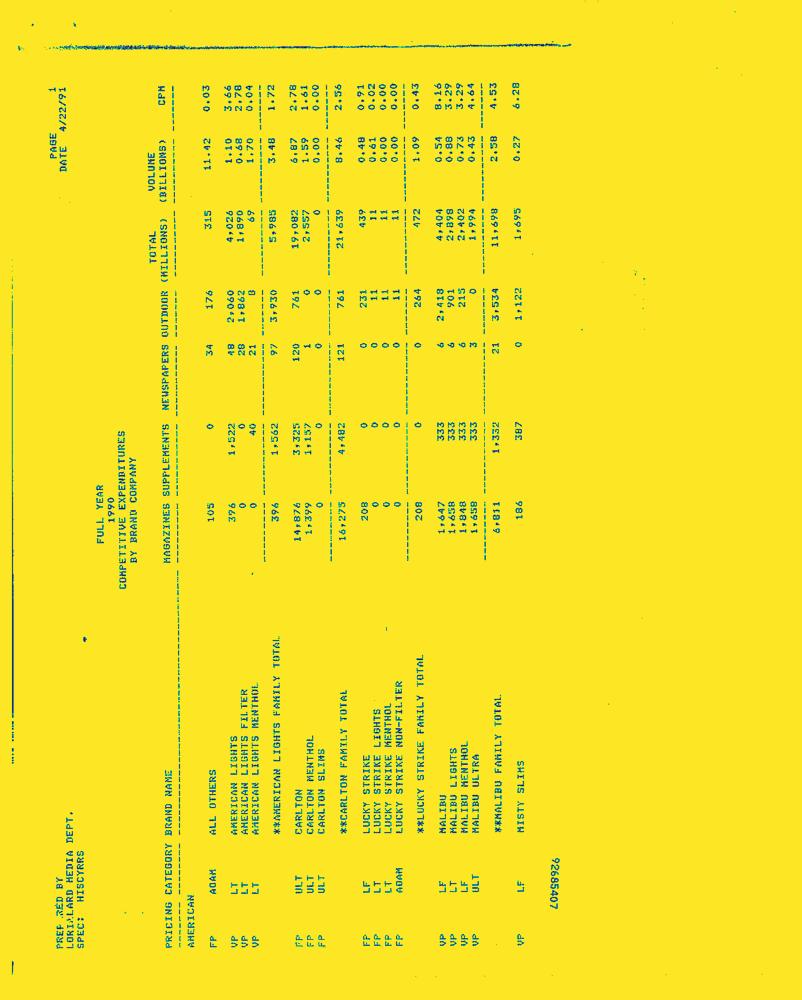 PREPARED BY PAGE 1
LORILLARD MEDIA DEPT. DATE 4/22/91
SPEC: HISCYRRS
FULL YEAR
1990
COMPETITIVE EXPENDITURES
BY BRAND COMPANY
TOTAL VOLUME
PRICING CATEGORY BRAND NAME MAGAZINES SUPPLEMENTS NEWSPAPERS OUTDOOR (MILLIONS) (BILLIONS) CPM
AMERICAN
FP ADAM ALL OTHERS 105 0 34 176 315 11.42 0.03
VP LT AMERICAN LIGHTS 396 1,522 48 2,060 4,026 1.10 3.66
VP LT AMERICAN LIGHTS FILTER 0 0 28 1,862 1,890 0.68 2.78
VP LT AMERICAN LIGHTS MENTHOL 0 40 21 8 69 1.70 0.04
**AMERICAN LIGHTS FAMILY TOTAL 396 1,562 97 3,930 5,985 3.48 1.72
FP ULT CARLTON 14,876 3,325 120 761 19,082 6.87 2.78
FP ULT CARLTON MENTHOL 1,399 1,157 1 0 2,557 1.59 1.61
FP ULT CARLTON SLIMS 0 0 0 0 0 0.00 0.00
**CARLTON FAMILY TOTAL 16,275 4,482 121 761 21,639 8.46 2.56
FP LF LUCKY STRIKE 208 0 0 231 439 0.48 0.91
FP LT LUCKY STRIKE LIGHTS 0 0 0 11 11 0.61 0.02
FP LT LUCKY STRIKE MENTHOL 0 0 0 11 11 0.00 0.00
FP ADAM LUCKY STRIKE NON-FILTER 0 0 0 11 11 0.00 0.00
**LUCKY STRIKE FAMILY TOTAL 208 0 0 264 472 1.09 0.43
VP LF MALIBU 1,647 333 6 2,418 4,404 0.54 8.16
VP LT MALIBU LIGHTS 1,658 333 6 901 2,898 0.88 3.29
VP LF MALIBU MENTHOL 1,848 333 6 215 2,402 0.73 3.29
VP ULT MALIBU ULTRA 1,658 333 3 0 1,994 0.43 4.64
**MALIBU FAMILY TOTAL 6,811 1,332 21 3,534 11,698 2.58 4.53
VP LF MISTY SLIMS 186 387 0 1,122 1,695 0.27 6.28
92685407